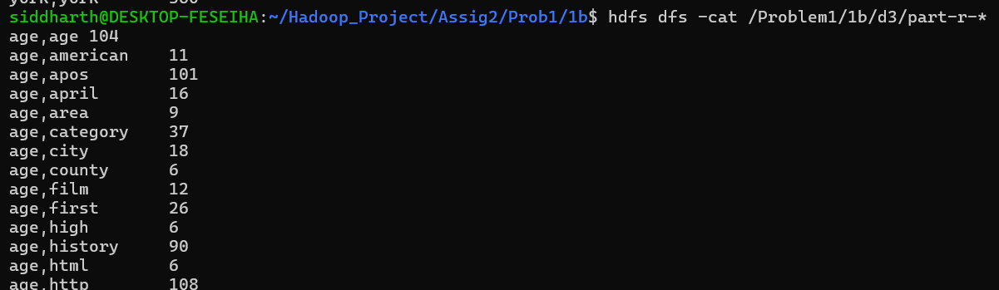 york,york 360
siddharth@DESKTOP-FESEIHA:~/Hadoop_Project/Assig2/Prob1/1b$ hdfs dfs -cat /Problem1/1b/d3/part-r-*
age,age 104
age,american 11
age,apos 101
age,april 16
age,area 9
age,category 37
age,city 18
age,county 6
age,film 12
age,first 26
age,high 6
age,history 90
age,html 6
age,http 108